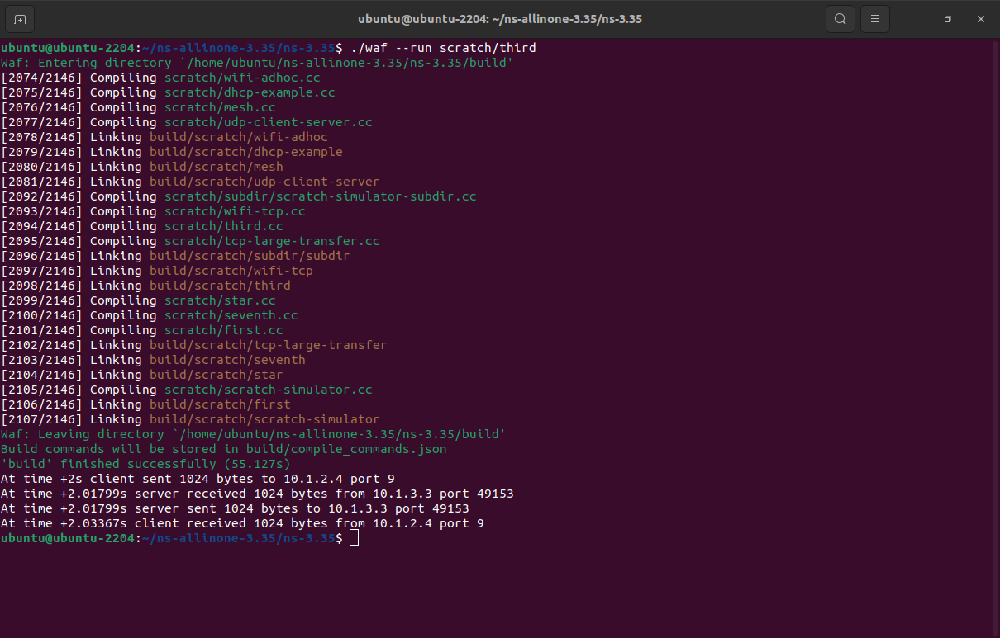 ubuntu@ubuntu-2204: ~/ns-allinone-3.35/ns-3.35
ubuntu@ubuntu-2204:~/ns-allinone-3.35/ns-3.35$ ./waf --run scratch/third
Waf: Entering directory `/home/ubuntu/ns-allinone-3.35/ns-3.35/build'
[2074/2146] Compiling scratch/wifi-adhoc.cc
[2075/2146] Compiling scratch/dhcp-example.cc
[2076/2146] Compiling scratch/mesh.cc
[2077/2146] Compiling scratch/udp-client-server.cc
[2078/2146] Linking build/scratch/wifi-adhoc
[2079/2146] Linking build/scratch/dhcp-example
[2080/2146] Linking build/scratch/mesh
[2081/2146] Linking build/scratch/udp-client-server
[2092/2146] Compiling scratch/subdir/scratch-simulator-subdir.cc
[2093/2146] Compiling scratch/wifi-tcp.cc
[2094/2146] Compiling scratch/third.cc
[2095/2146] Compiling scratch/tcp-large-transfer.cc
[2096/2146] Linking build/scratch/subdir/subdir
[2097/2146] Linking build/scratch/wifi-tcp
[2098/2146] Linking build/scratch/third
[2099/2146] Compiling scratch/star.cc
[2100/2146] Compiling scratch/seventh.cc
[2101/2146] Compiling scratch/first.cc
[2102/2146] Linking build/scratch/tcp-large-transfer
[2103/2146] Linking build/scratch/seventh
[2104/2146] Linking build/scratch/star
[2105/2146] Compiling scratch/scratch-simulator.cc
[2106/2146] Linking build/scratch/first
[2107/2146] Linking build/scratch/scratch-simulator
Waf: Leaving directory `/home/ubuntu/ns-allinone-3.35/ns-3.35/build'
Build commands will be stored in build/compile_commands.json
'build' finished successfully (55.127s)
At time +2s client sent 1024 bytes to 10.1.2.4 port 9
At time +2.01799s server received 1024 bytes from 10.1.3.3 port 49153
At time +2.01799s server sent 1024 bytes to 10.1.3.3 port 49153
At time +2.03367s client received 1024 bytes from 10.1.2.4 port 9
ubuntu@ubuntu-2204:~/ns-allinone-3.35/ns-3.35$